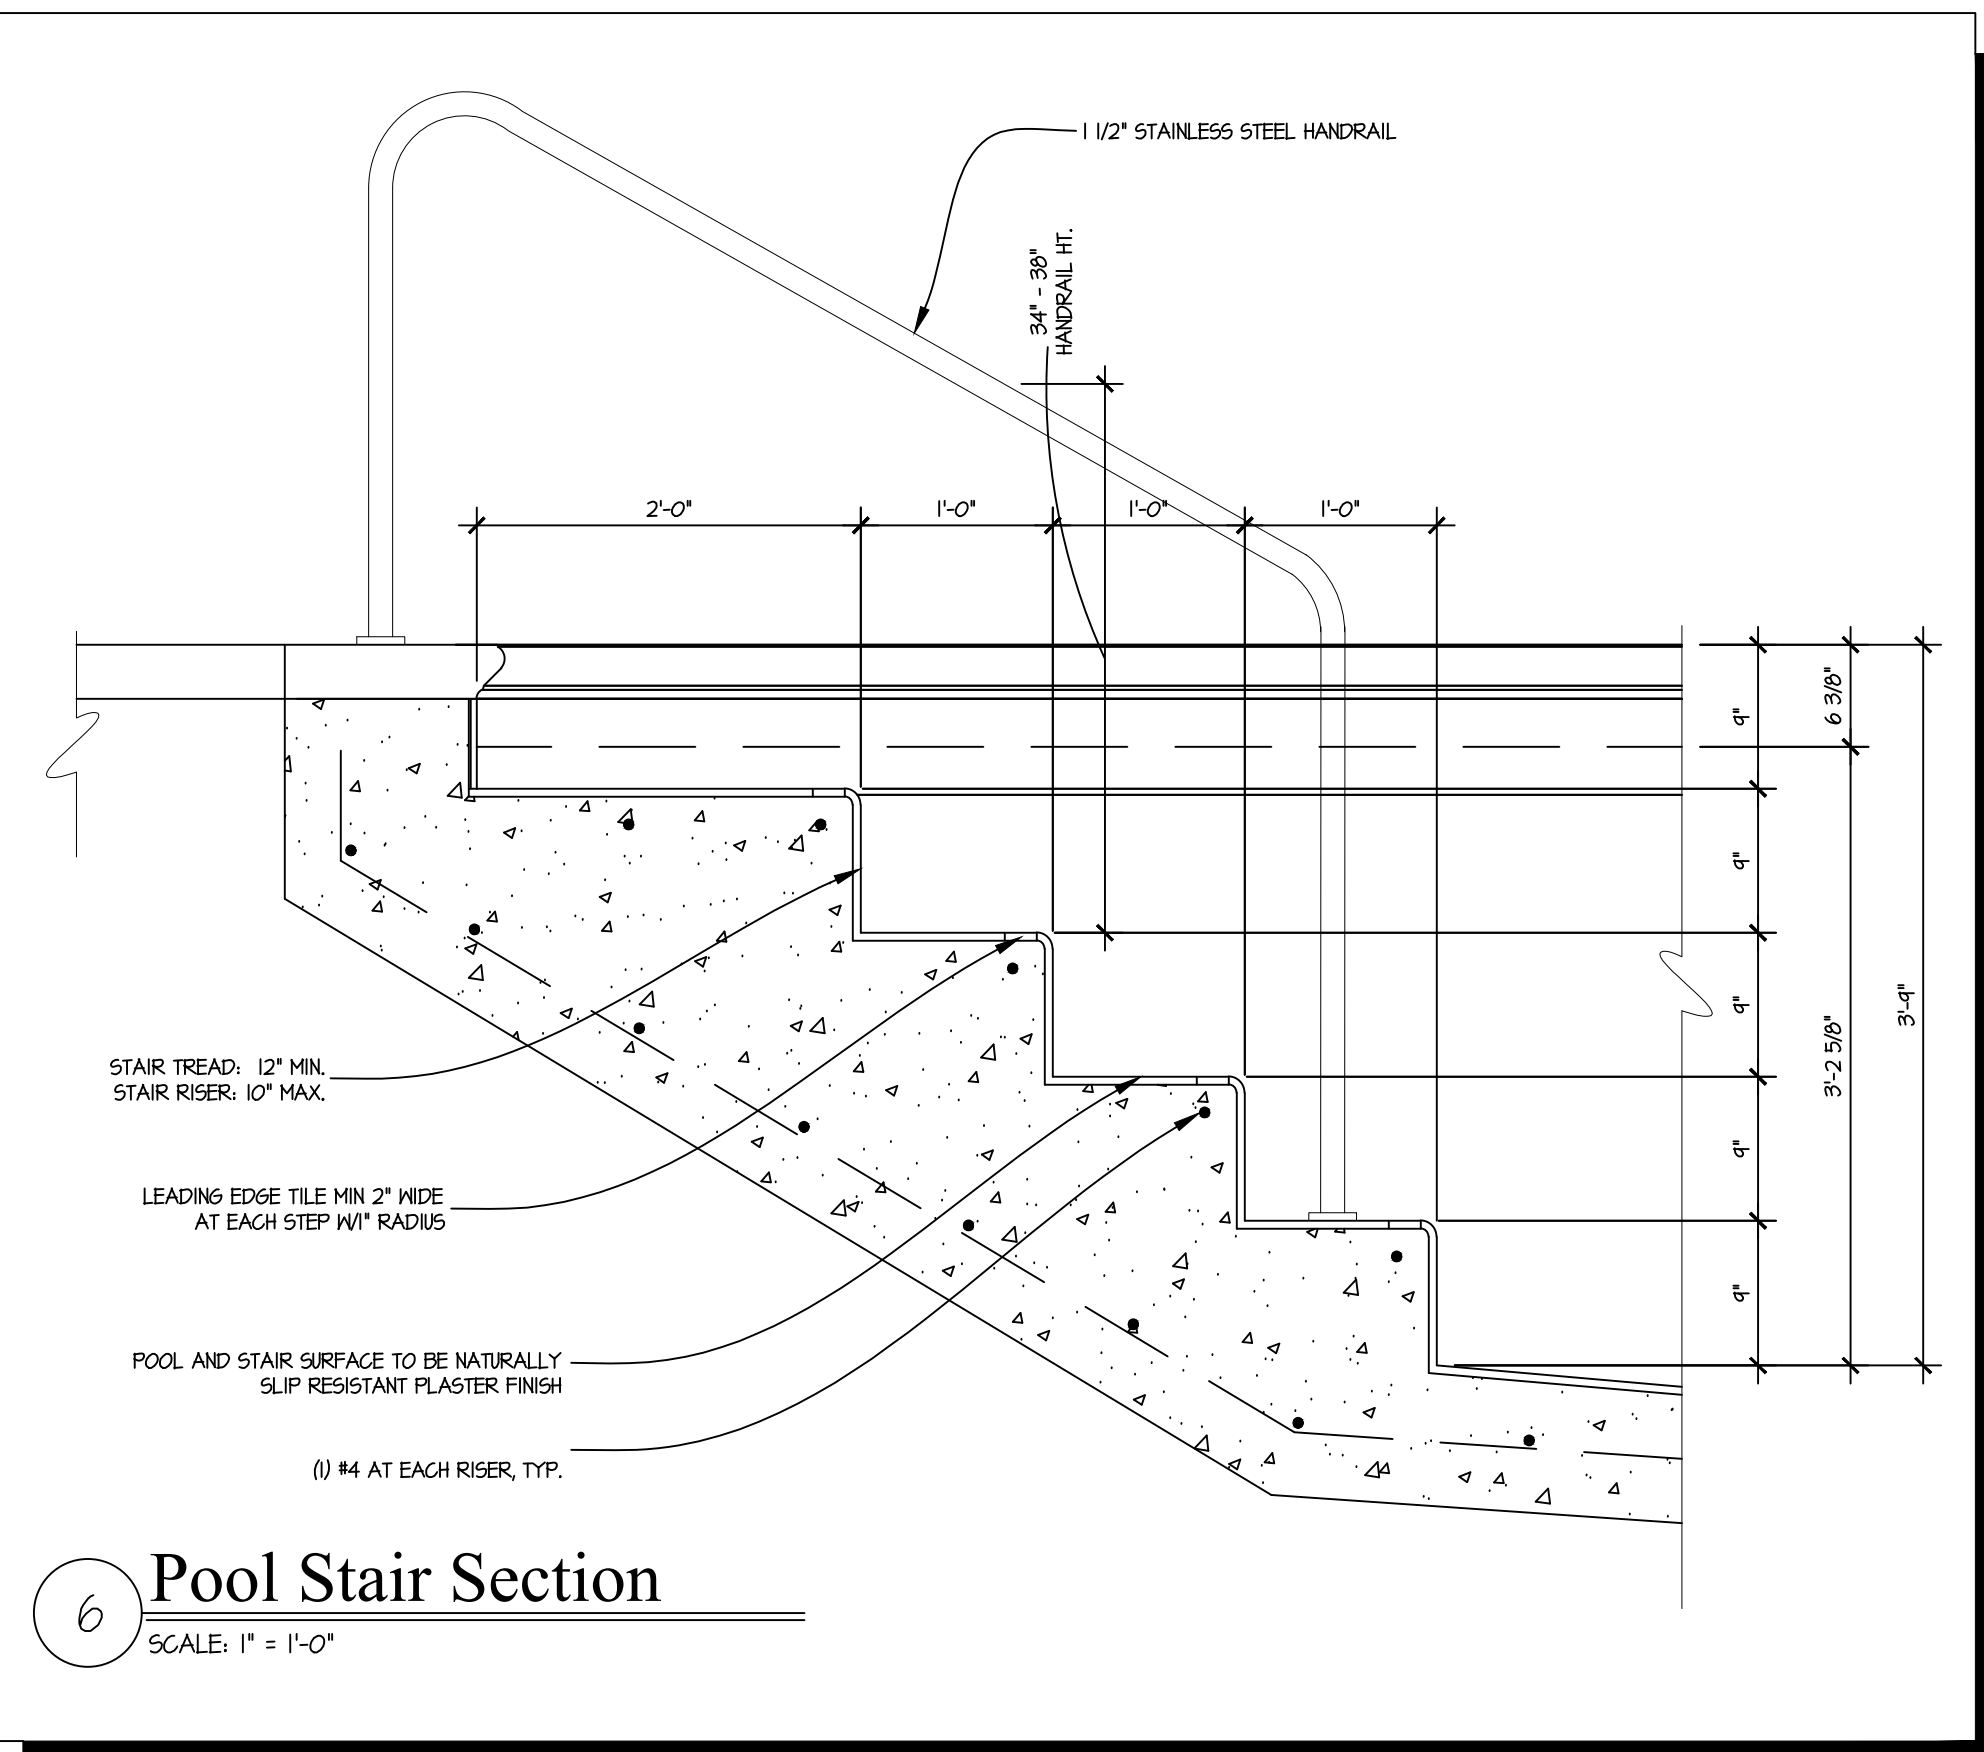 1 1/2" STAINLESS STEEL HANDRAIL
34" - 38"
HANDRAIL HT.
2'-0"
1'-0"
1'-0"
1'-0"
9"
6 3/8"
9"
9"
3'-9"
3'-2 5/8"
9"
9"
STAIR TREAD: 12" MIN.
STAIR RISER: 10" MAX.
LEADING EDGE TILE MIN 2" WIDE
AT EACH STEP W/1" RADIUS
POOL AND STAIR SURFACE TO BE NATURALLY
SLIP RESISTANT PLASTER FINISH
(1) #4 AT EACH RISER, TYP.
6
Pool Stair Section
SCALE: 1" = 1'-0"